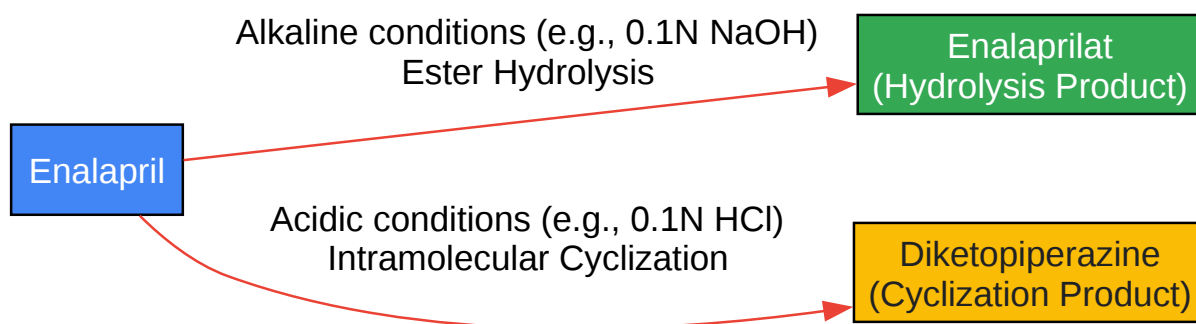 Alkaline conditions (e.g., 0.1N NaOH)
Ester Hydrolysis
Enalaprilat
(Hydrolysis Product)
Enalapril
Acidic conditions (e.g., 0.1N HCl)
Intramolecular Cyclization
Diketopiperazine
(Cyclization Product)